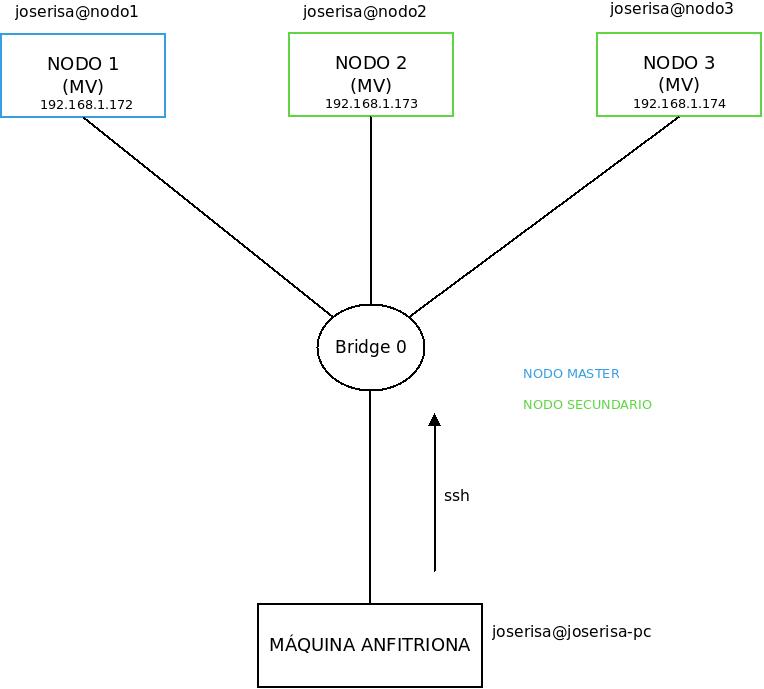 joserisa@nodo1
joserisa@nodo2
joserisa@nodo3
NODO 1
(MV)
192.168.1.172
NODO 2
(MV)
192.168.1.173
NODO 3
(MV)
192.168.1.174
Bridge 0
NODO MASTER
NODO SECUNDARIO
ssh
MÁQUINA ANFITRIONA
joserisa@joserisa-pc